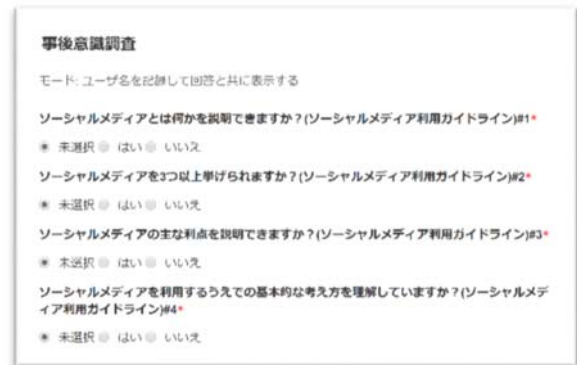 事後意識調査
モード: ユーザ名を記録して回答と共に表示する
ソーシャルメディアとは何かを説明できますか？(ソーシャルメディア利用ガイドライン)#1*
未選択 はい いいえ
ソーシャルメディアを3つ以上挙げられますか？(ソーシャルメディア利用ガイドライン)#2*
未選択 はい いいえ
ソーシャルメディアの主な利点を説明できますか？(ソーシャルメディア利用ガイドライン)#3*
未選択 はい いいえ
ソーシャルメディアを利用するうえでの基本的な考え方を理解していますか？(ソーシャルメデ
ィア利用ガイドライン)#4*
未選択 はい いいえ